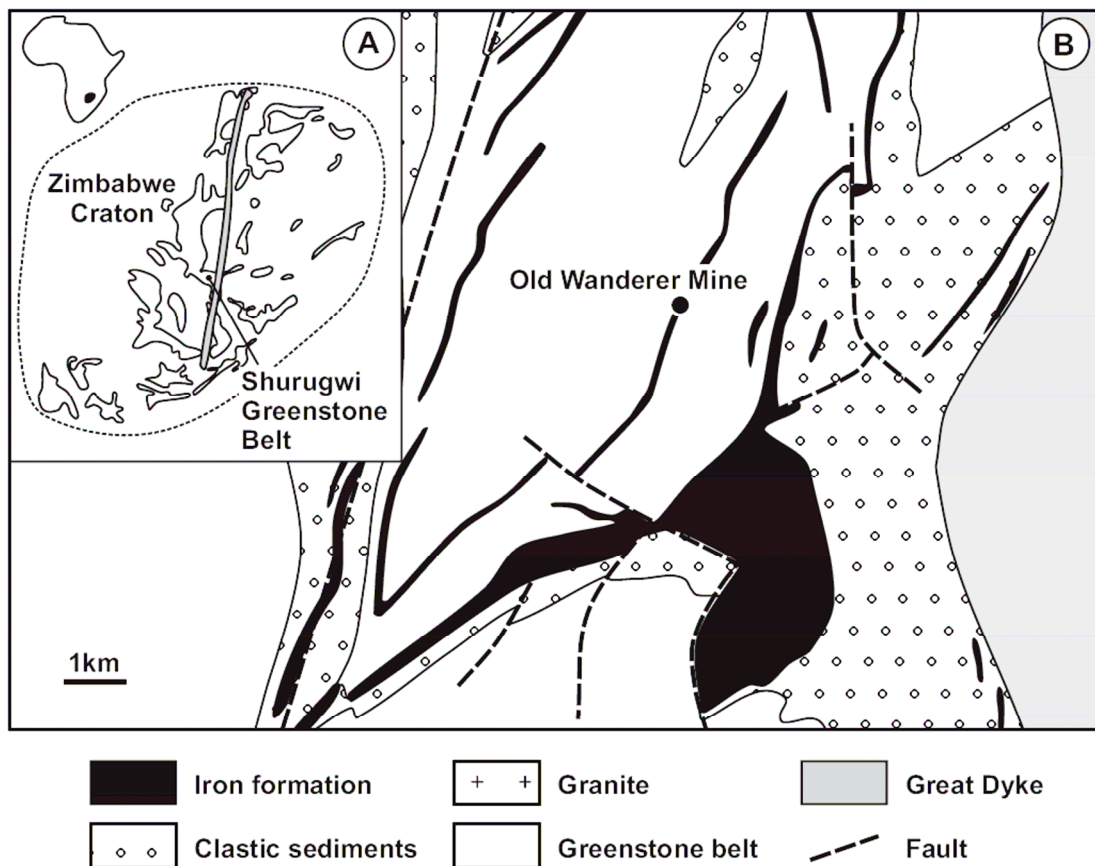 A
B
Zimbabwe
Craton
Old Wanderer Mine
Shurugwi
Greenstone
Belt
1km
Iron formation
Granite
Great Dyke
Clastic sediments
Greenstone belt
Fault